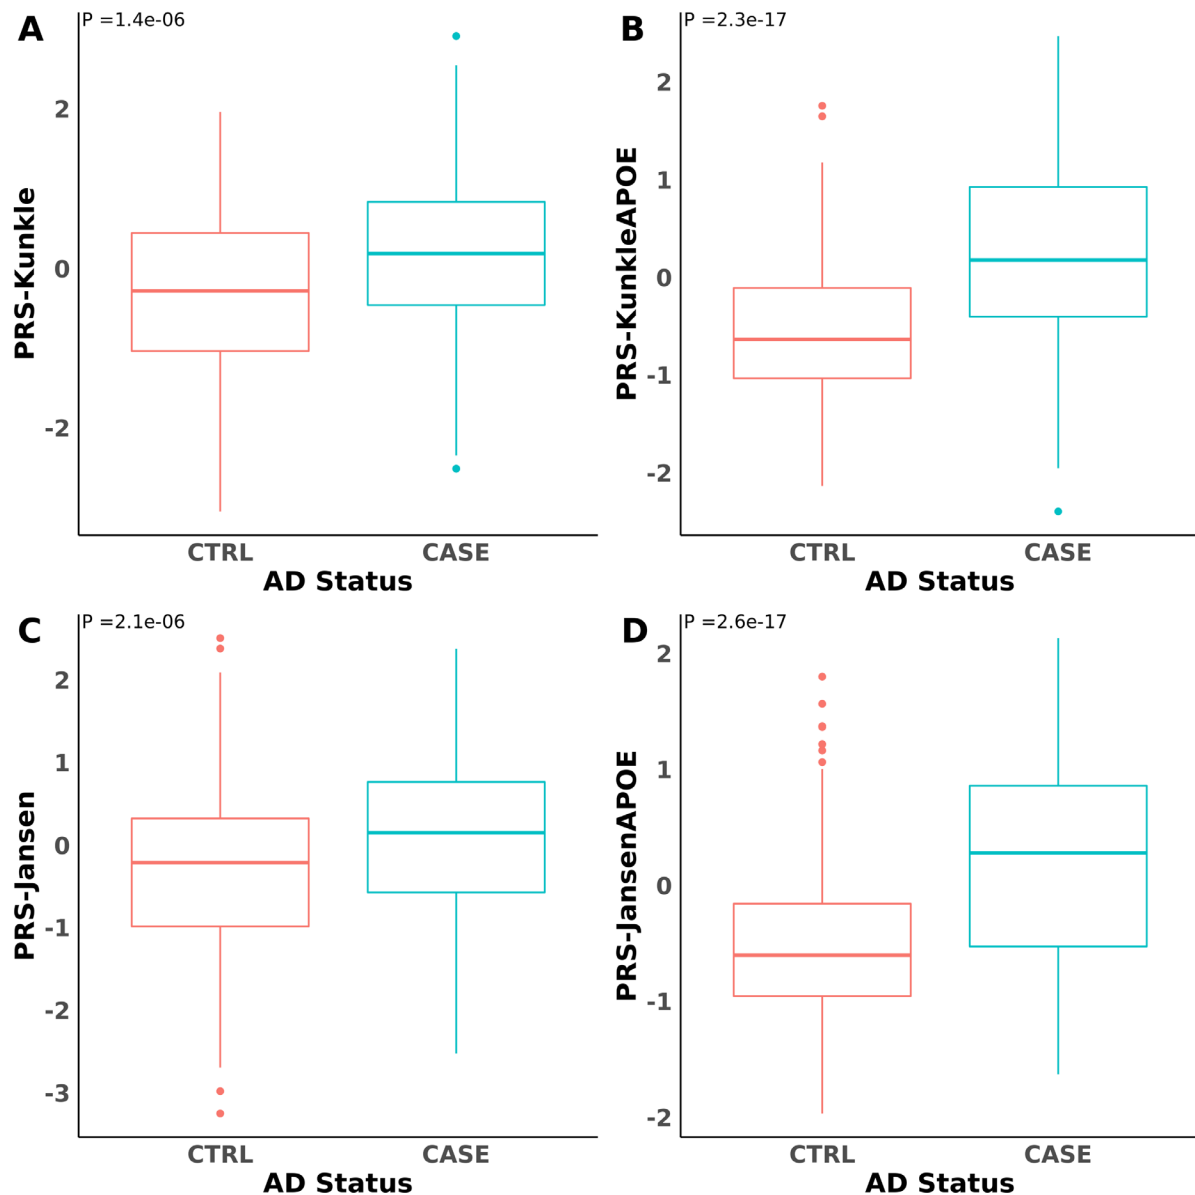 A
P =1.4e-06
PRS-Kunkle
2
0
-2
CTRL
CASE
AD Status
B
P =2.3e-17
PRS-KunkleAPOE
2
1
0
-1
-2
CTRL
CASE
AD Status
C
P =2.1e-06
PRS-Jansen
2
1
0
-1
-2
-3
CTRL
CASE
AD Status
D
P =2.6e-17
PRS-JansenAPOE
2
1
0
-1
-2
CTRL
CASE
AD Status